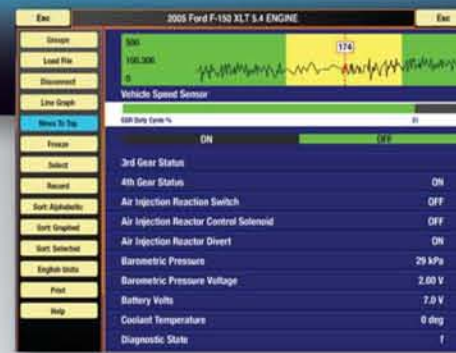 Esc 2005 Ford F-150 XLT 5.4 ENGINE Esc
Groups
Load File
Disconnect
Line Graph
Move To Top
Freeze
Select
Record
Sort Alphabetic
Sort Graphed
Sort Selected
English Units
Print
Help
500
100.306
0
174
Vehicle Speed Sensor
EGR Duty Cycle % 31
ON OFF
3rd Gear Status
4th Gear Status ON
Air Injection Reaction Switch OFF
Air Injection Reactor Control Solenoid OFF
Air Injection Reactor Divert ON
Barometric Pressure 29 kPa
Barometric Pressure Voltage 2.00 V
Battery Volts 7.0 V
Coolant Temperature 0 deg
Diagnostic State 1